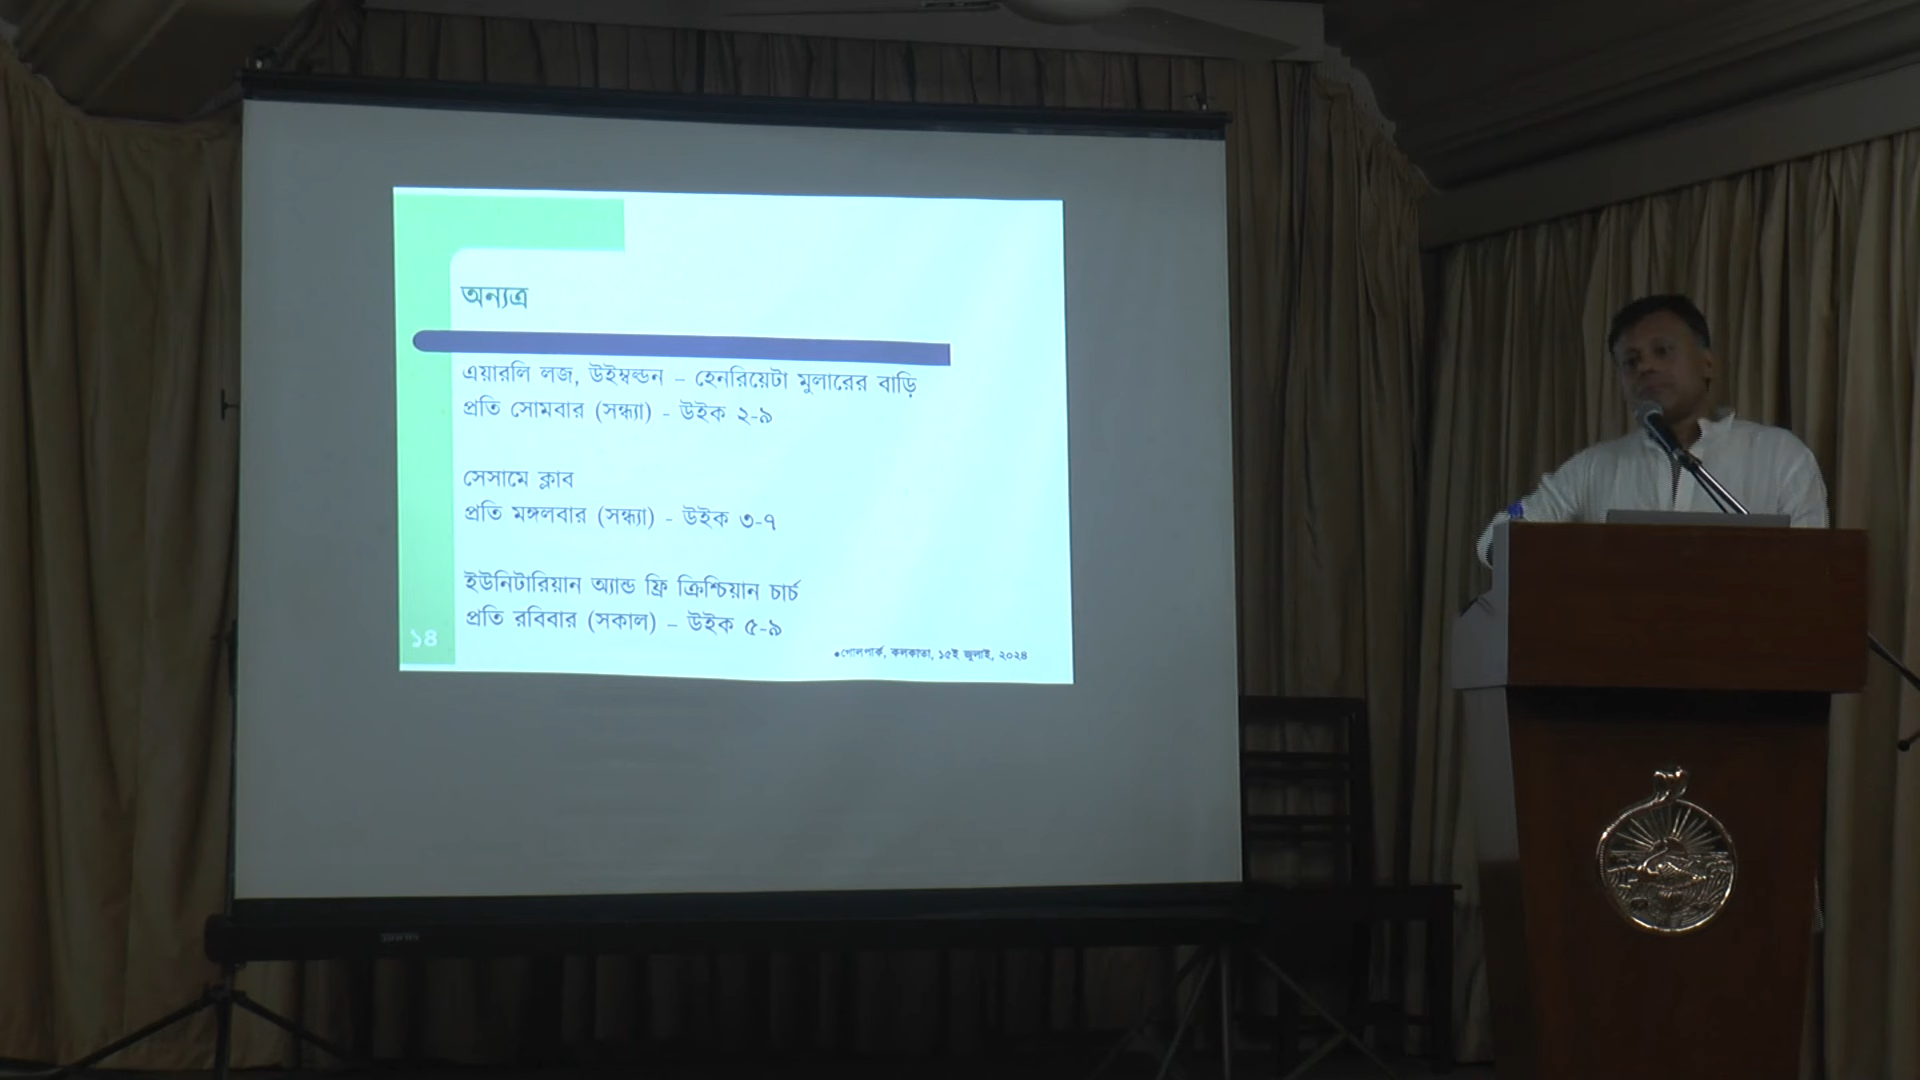 অন্যত্র
এয়ারলি লজ, উইম্বল্ডন – হেনরিয়েটা মুলারের বাড়ি
প্রতি সোমবার (সন্ধ্যা) - উইক ২-৯
সেসামে ক্লাব
প্রতি মঙ্গলবার (সন্ধ্যা) - উইক ৩-৭
ইউনিটারিয়ান অ্যান্ড ফ্রি ক্রিশ্চিয়ান চার্চ
প্রতি রবিবার (সকাল) – উইক ৫-৯
১৪
•গোলপার্ক, কলকাতা, ১৫ই জুলাই, ২০২৪